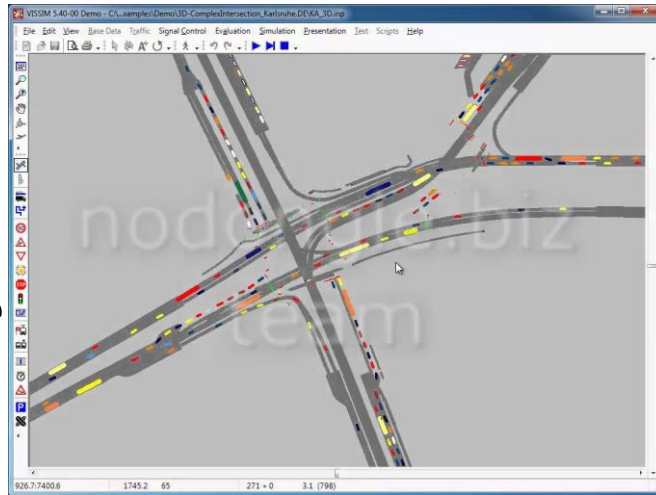 VISSIM 5.40-00 Demo - C:\...xamples\Demo\3D-ComplexIntersection_Karlsruhe.DE\KA_3D.inp
File Edit View Base Data Traffic Signal Control Evaluation Simulation Presentation Test Scripts Help
nodongle.biz
team
926.7:7400.6 1745.2 65 271 + 0 3.1 (798)